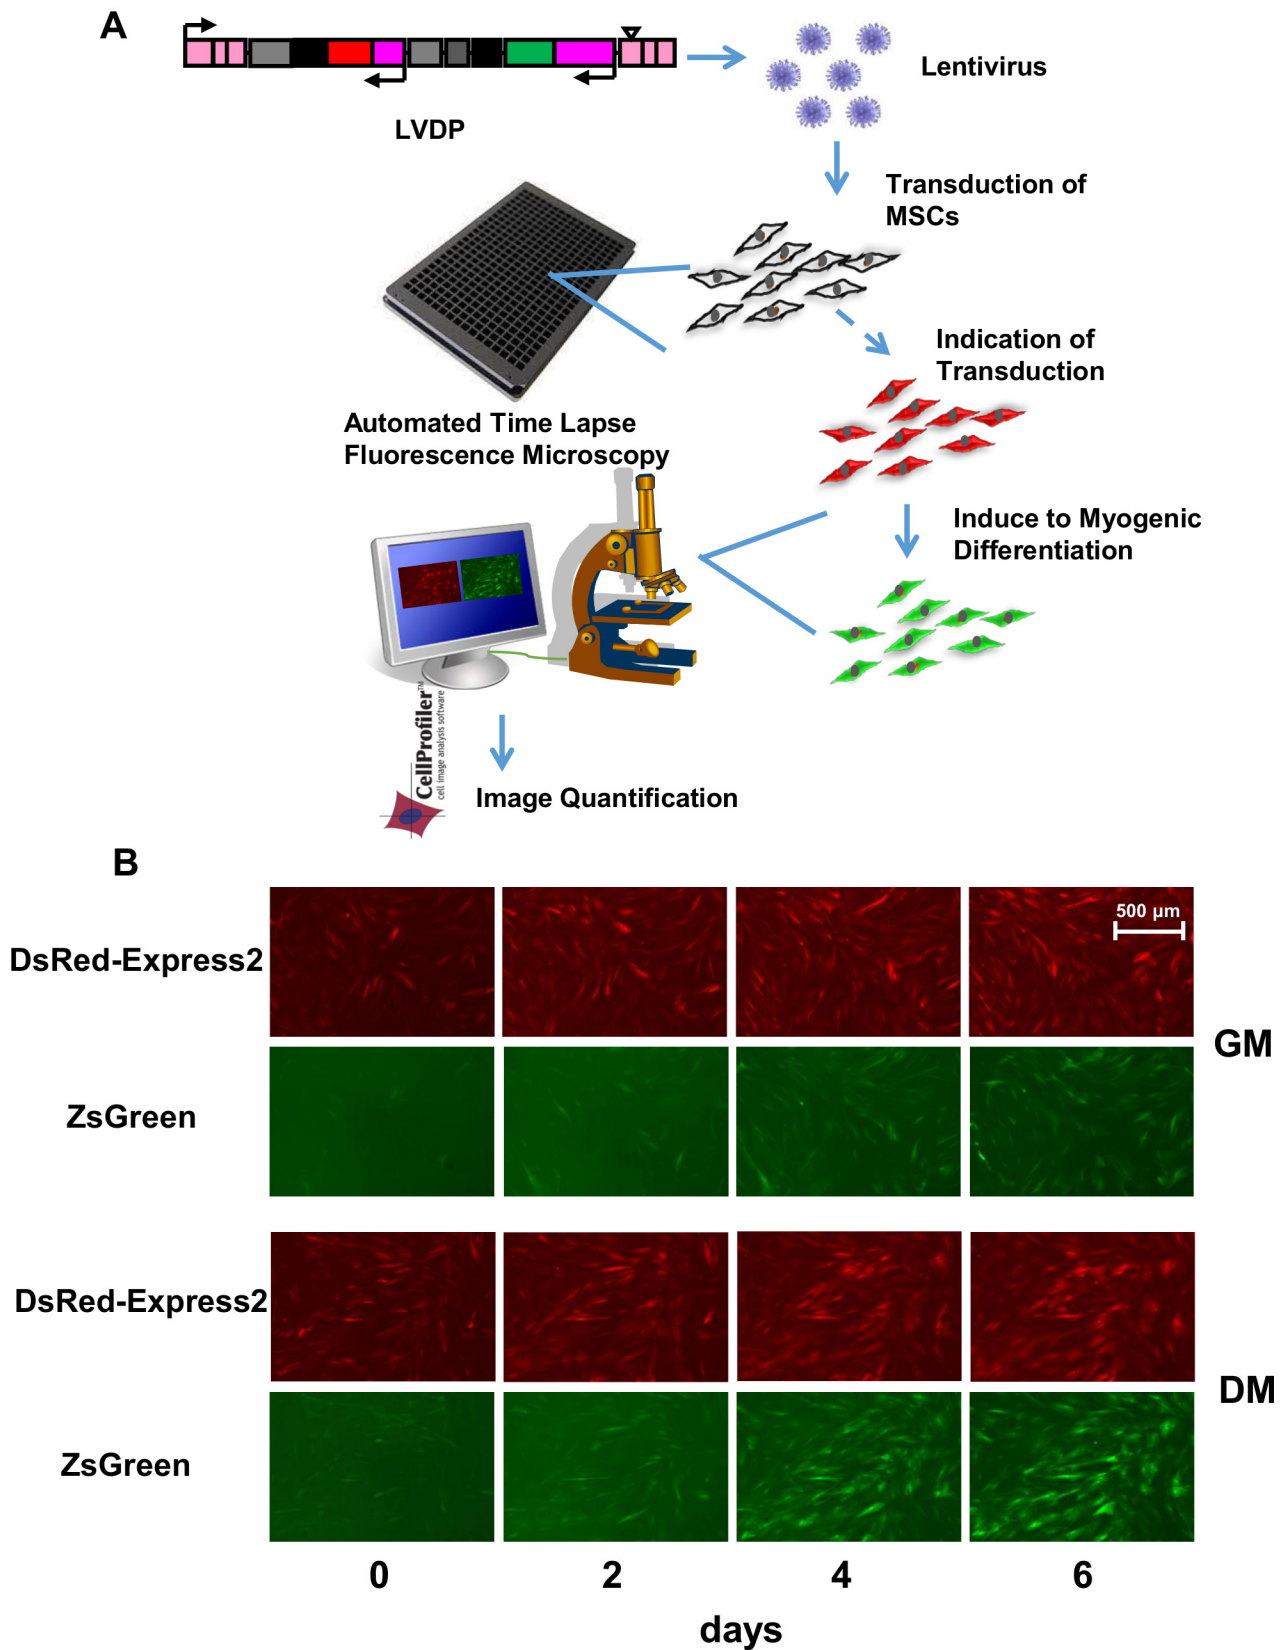 A
LVDP
Lentivirus
Transduction of
MSCs
Indication of
Transduction
Automated Time Lapse
Fluorescence Microscopy
Induce to Myogenic
Differentiation
CellProfiler™
cell image analysis software
Image Quantification
B
DsRed-Express2
500 µm
GM
ZsGreen
DsRed-Express2
DM
ZsGreen
0 2 4 6
days